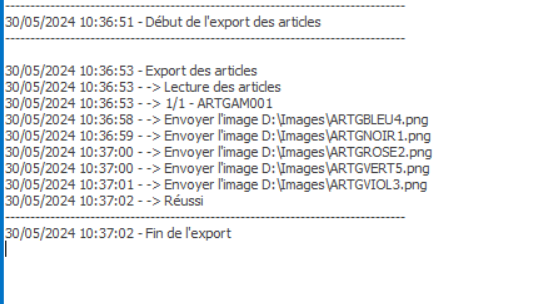 --------------------------------------------------------------------------------
30/05/2024 10:36:51 - Début de l'export des articles
--------------------------------------------------------------------------------
30/05/2024 10:36:53 - Export des articles
30/05/2024 10:36:53 - -> Lecture des articles
30/05/2024 10:36:53 - -> 1/1 - ARTGAM001
30/05/2024 10:36:58 - -> Envoyer l'image D:\Images\ARTGBLEU4.png
30/05/2024 10:36:59 - -> Envoyer l'image D:\Images\ARTGNOIR1.png
30/05/2024 10:37:00 - -> Envoyer l'image D:\Images\ARTGROSE2.png
30/05/2024 10:37:00 - -> Envoyer l'image D:\Images\ARTGVERT5.png
30/05/2024 10:37:01 - -> Envoyer l'image D:\Images\ARTGVIOL3.png
30/05/2024 10:37:02 - -> Réussi
--------------------------------------------------------------------------------
30/05/2024 10:37:02 - Fin de l'export